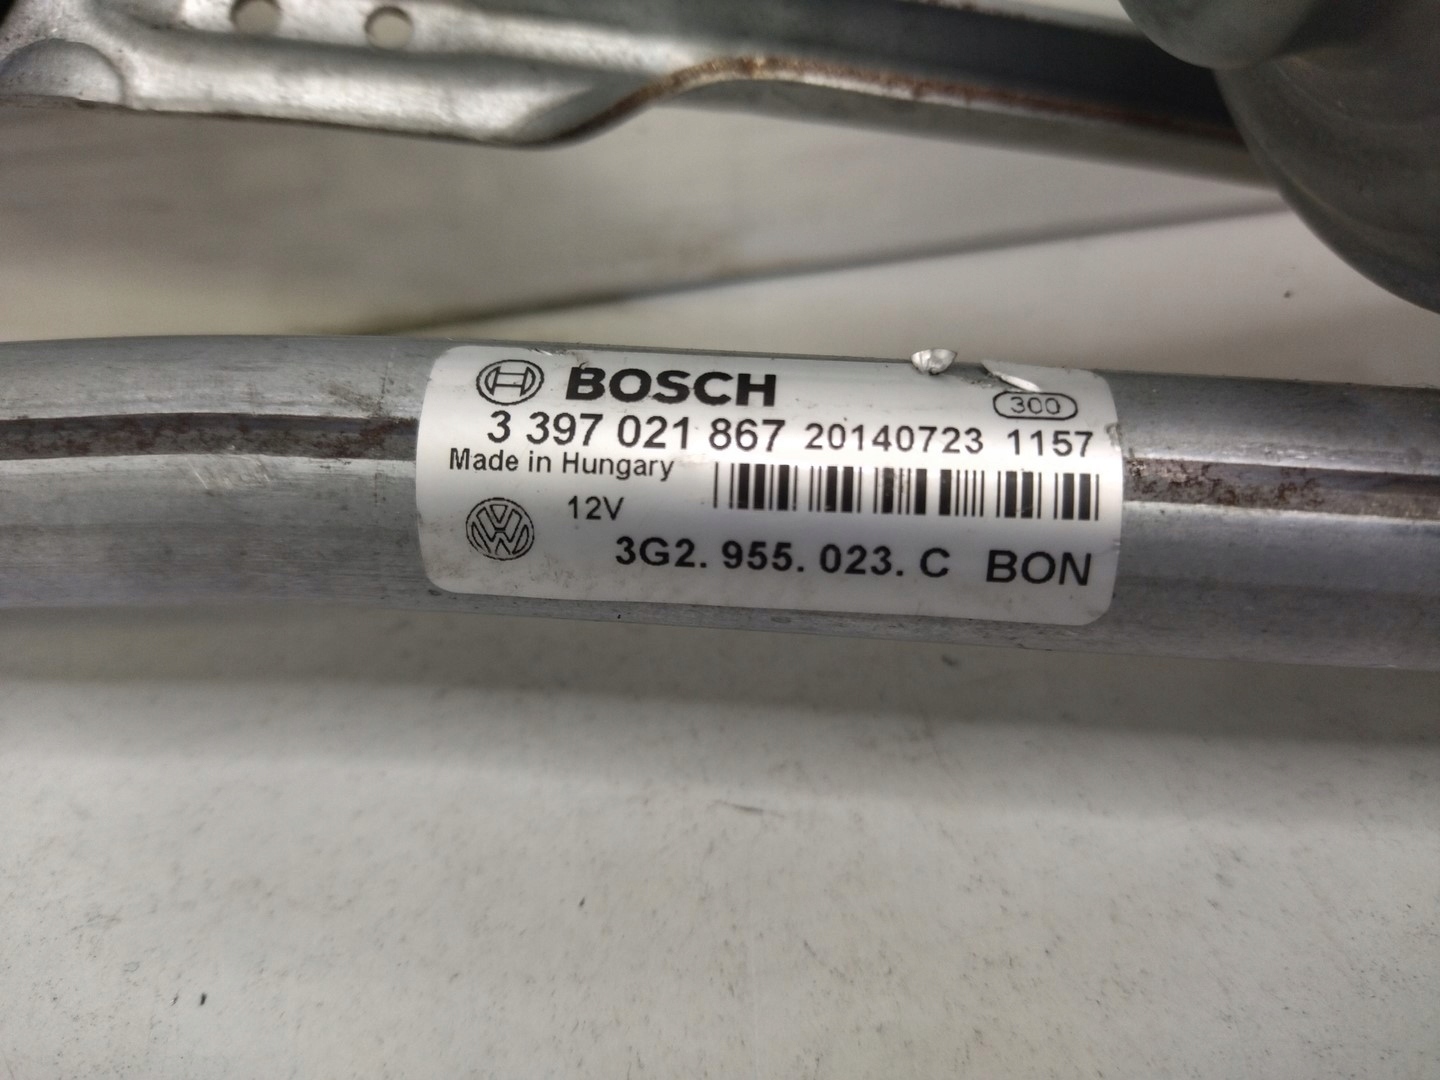 BOSCH
300
3 397 021 867 20140723 1157
Made in Hungary
12V
3G2. 955. 023. C BON